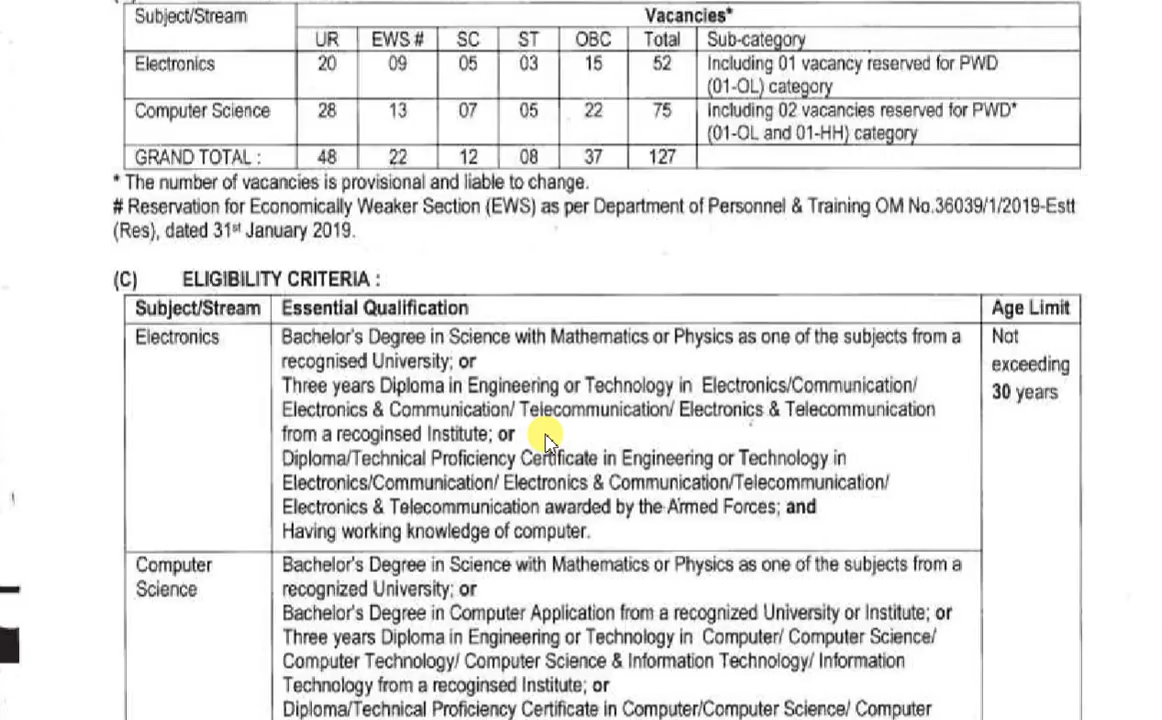 Subject/Stream Vacancies*
UR EWS # SC ST OBC Total Sub-category
Electronics 20 09 05 03 15 52 Including 01 vacancy reserved for PWD
(01-OL) category
Computer Science 28 13 07 05 22 75 Including 02 vacancies reserved for PWD*
(01-OL and 01-HH) category
GRAND TOTAL : 48 22 12 08 37 127
* The number of vacancies is provisional and liable to change.
# Reservation for Economically Weaker Section (EWS) as per Department of Personnel & Training OM No.36039/1/2019-Estt
(Res), dated 31st January 2019.
(C) ELIGIBILITY CRITERIA :
Subject/Stream Essential Qualification Age Limit
Electronics Bachelor's Degree in Science with Mathematics or Physics as one of the subjects from a Not
recognised University; or exceeding
Three years Diploma in Engineering or Technology in Electronics/Communication/ 30 years
Electronics & Communication/ Telecommunication/ Electronics & Telecommunication
from a recoginsed Institute; or
Diploma/Technical Proficiency Certificate in Engineering or Technology in
Electronics/Communication/ Electronics & Communication/Telecommunication/
Electronics & Telecommunication awarded by the Armed Forces; and
Having working knowledge of computer.
Computer Bachelor's Degree in Science with Mathematics or Physics as one of the subjects from a
Science recognized University; or
Bachelor's Degree in Computer Application from a recognized University or Institute; or
Three years Diploma in Engineering or Technology in Computer/ Computer Science/
Computer Technology/ Computer Science & Information Technology/ Information
Technology from a recoginsed Institute; or
Diploma/Technical Proficiency Certificate in Computer/Computer Science/ Computer